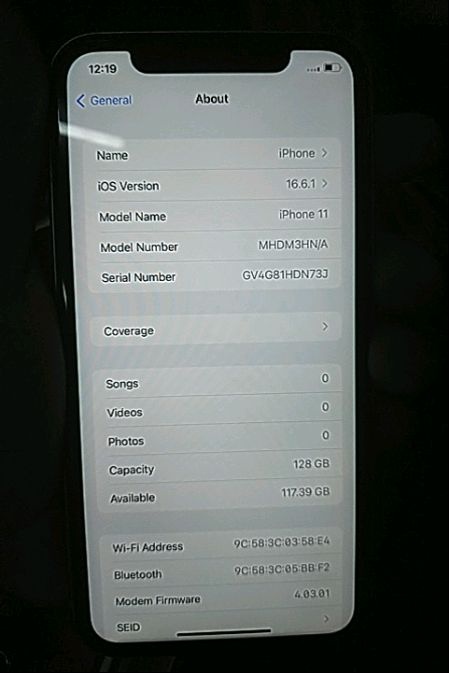 12:19
General About
Name iPhone
iOS Version 16.6.1
Model Name iPhone 11
Model Number MHDM3HN/A
Serial Number GV4G81HDN73J
Coverage
Songs 0
Videos 0
Photos 0
Capacity 128 GB
Available 117.39 GB
Wi-Fi Address 9C:58:3C:03:58:E4
Bluetooth 9C:58:3C:05:BB:F2
Modem Firmware 4.03.01
SEID